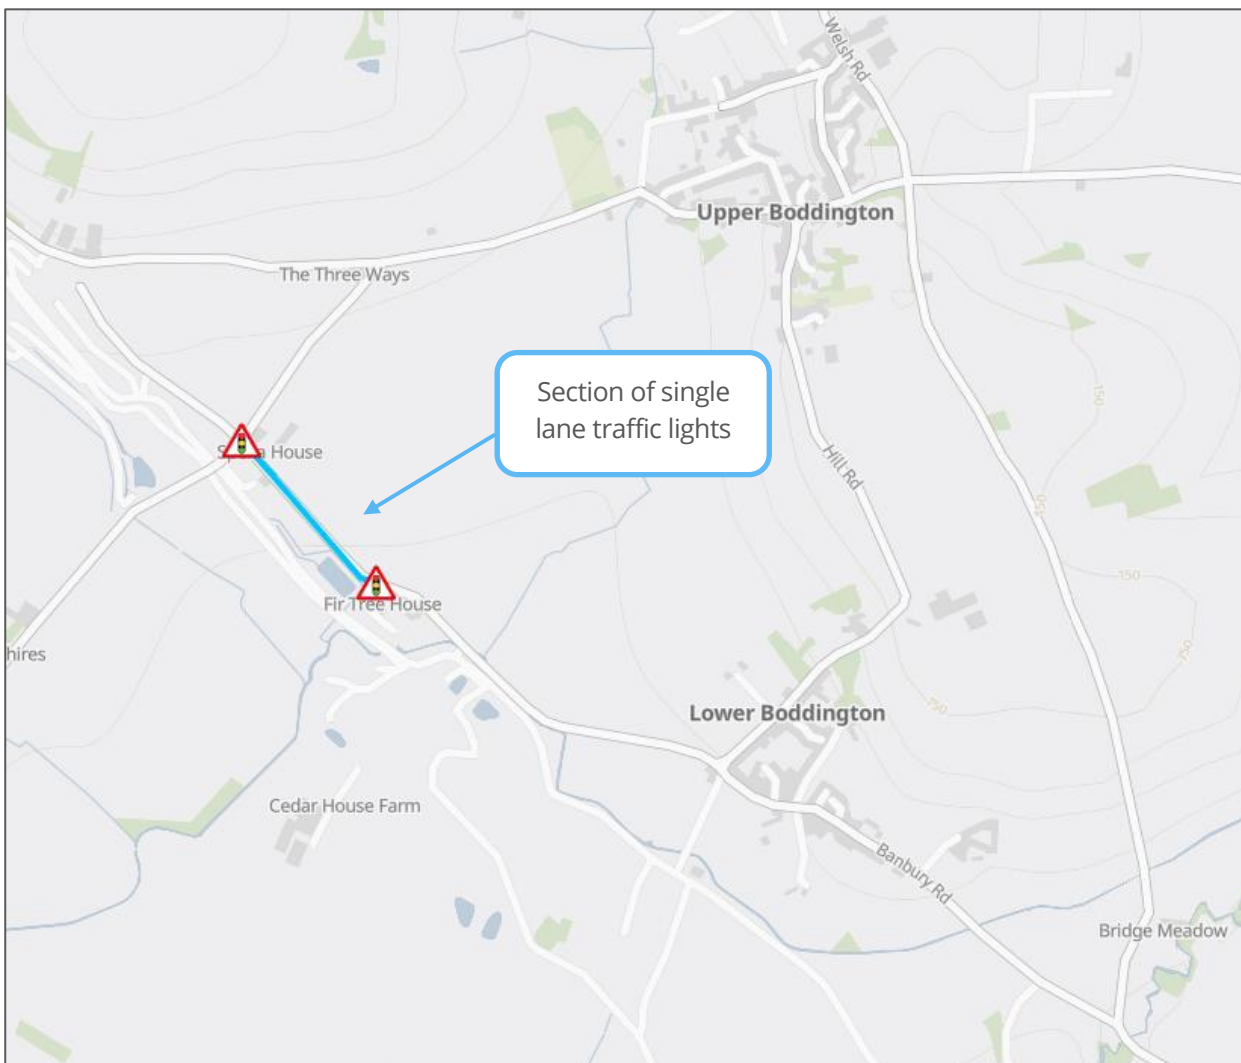 Welsh Rd
Upper Boddington
The Three Ways
Section of single
lane traffic lights
150
House
Hill Rd
150
150
Fir Tree House
hires
150
150
Lower Boddington
Cedar House Farm
Banbury Rd
Bridge Meadow